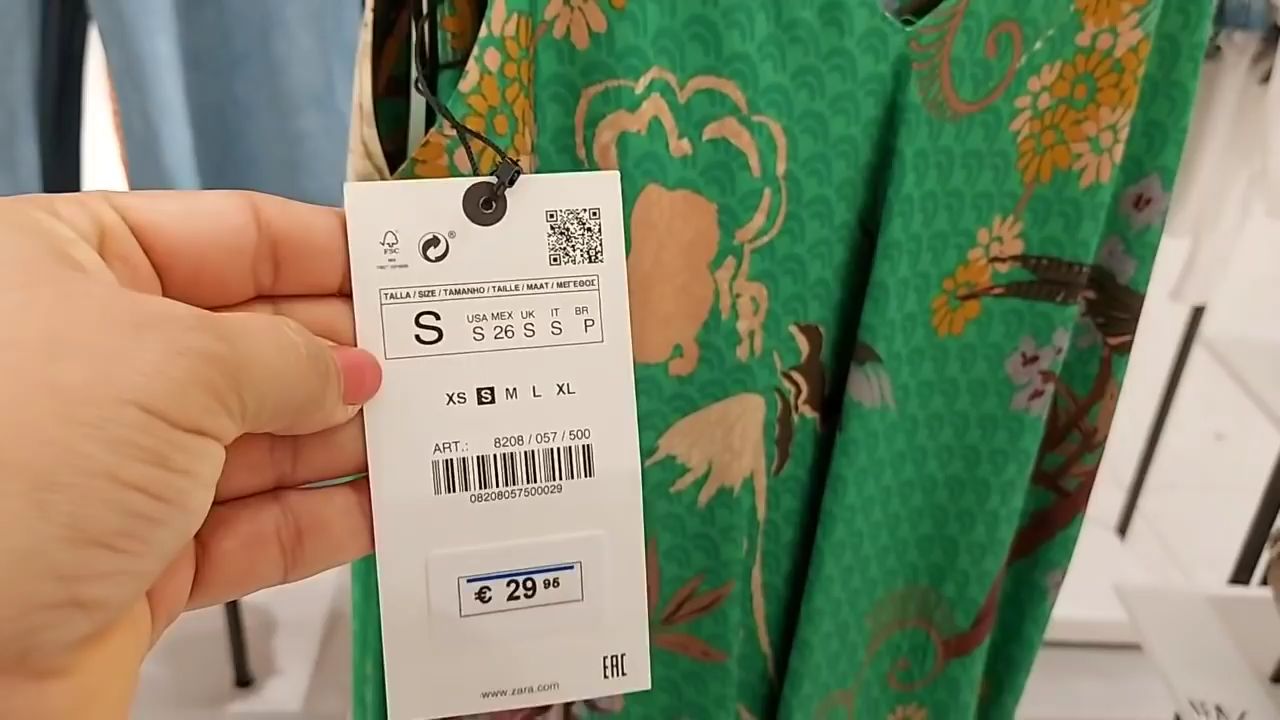 FSC
®
TALLA / SIZE / TAMANHO / TAILLE / MAAT / ΜΕΓΕΘΟΣ
S
USA MEX UK IT BR
S 26 S S P
XS S M L XL
ART.: 8208 / 057 / 500
08208057500029
€ 29 95
EAC
www.zara.com